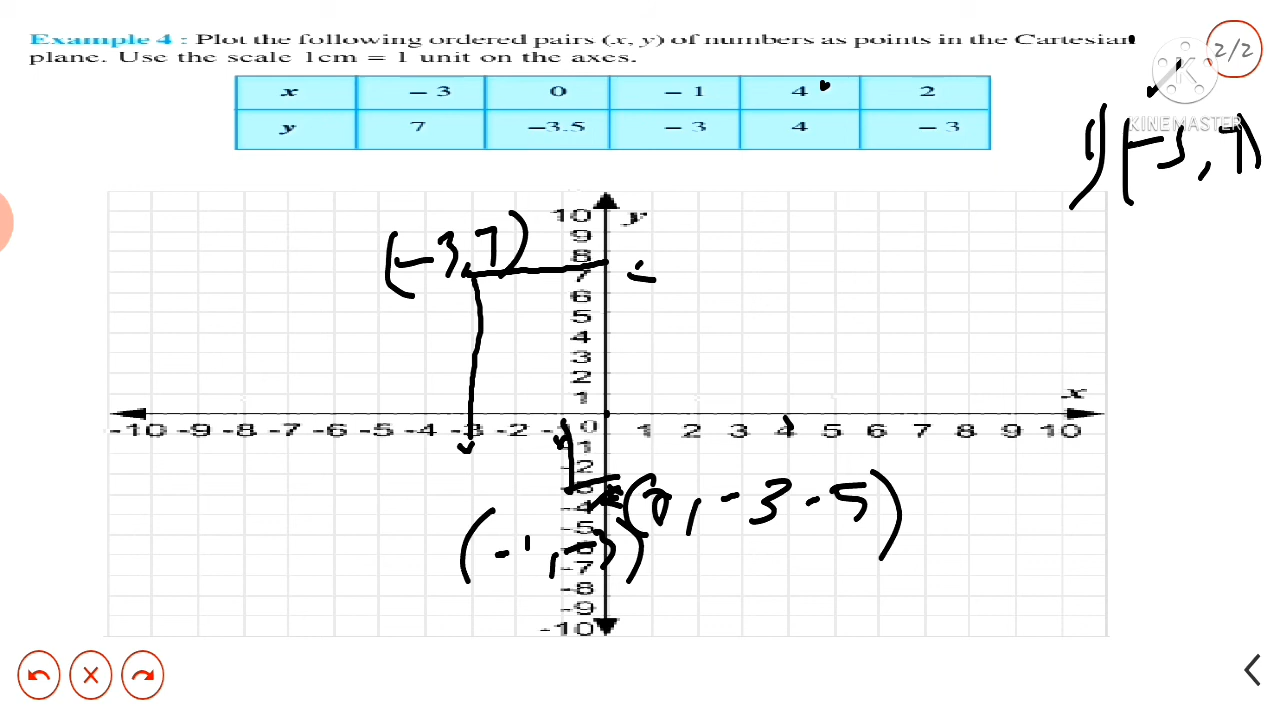 Example 4 : Plot the following ordered pairs (x, y) of numbers as points in the Cartesian
plane. Use the scale 1cm = 1 unit on the axes.
2/2
x – 3 0 – 1 4 2
y 7 –3.5 – 3 4 – 3
KINEMASTER
1) (-3, 7)
10 y
9
8
(-3, 7)
7
6
5
4
3
2
1
x
-10 -9 -8 -7 -6 -5 -4 -3 -2 -1 0 1 2 3 4 5 6 7 8 9 10
-1
-2
-3
-4
(0, -3.5)
-5
(-1, -3)
-6
-7
-8
-9
-10